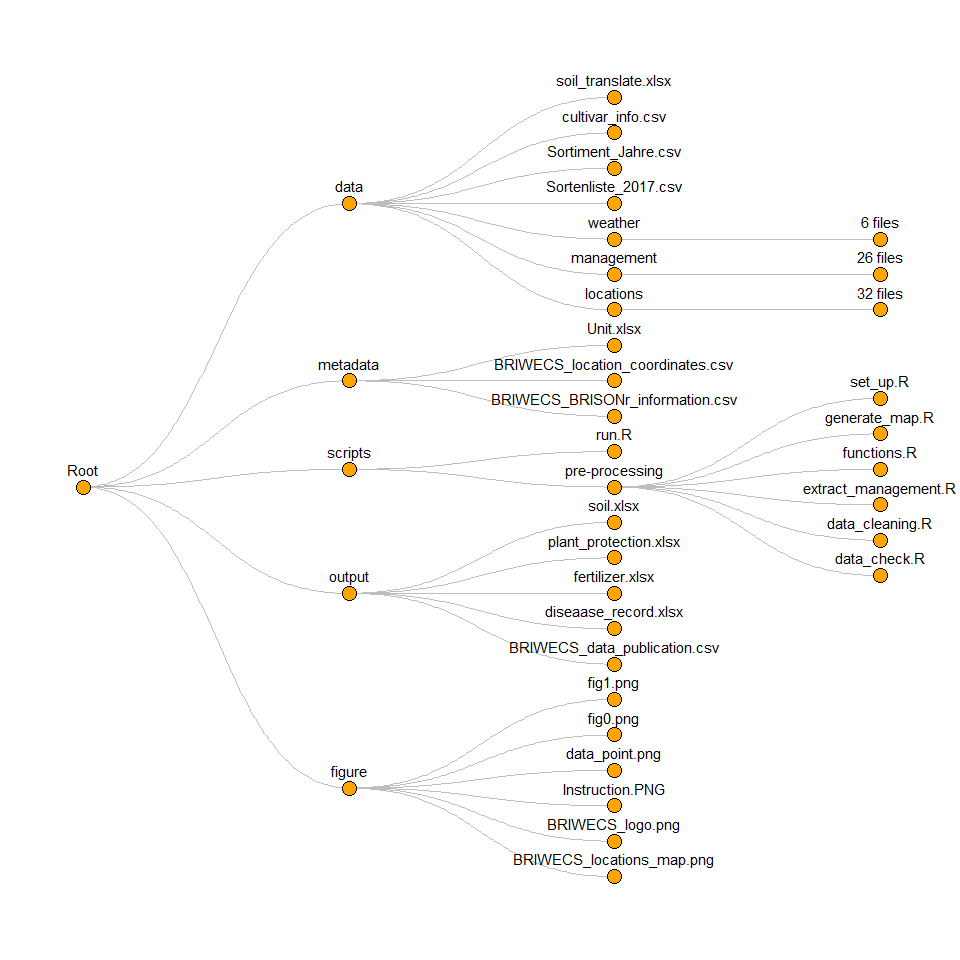 Root
data
soil_translate.xlsx
cultivar_info.csv
Sortiment_Jahre.csv
Sortenliste_2017.csv
weather
6 files
management
26 files
locations
32 files
metadata
Unit.xlsx
BRIWECS_location_coordinates.csv
BRIWECS_BRISONr_information.csv
scripts
run.R
pre-processing
set_up.R
generate_map.R
functions.R
extract_management.R
data_cleaning.R
data_check.R
output
soil.xlsx
plant_protection.xlsx
fertilizer.xlsx
diseaase_record.xlsx
BRIWECS_data_publication.csv
figure
fig1.png
fig0.png
data_point.png
Instruction.PNG
BRIWECS_logo.png
BRIWECS_locations_map.png